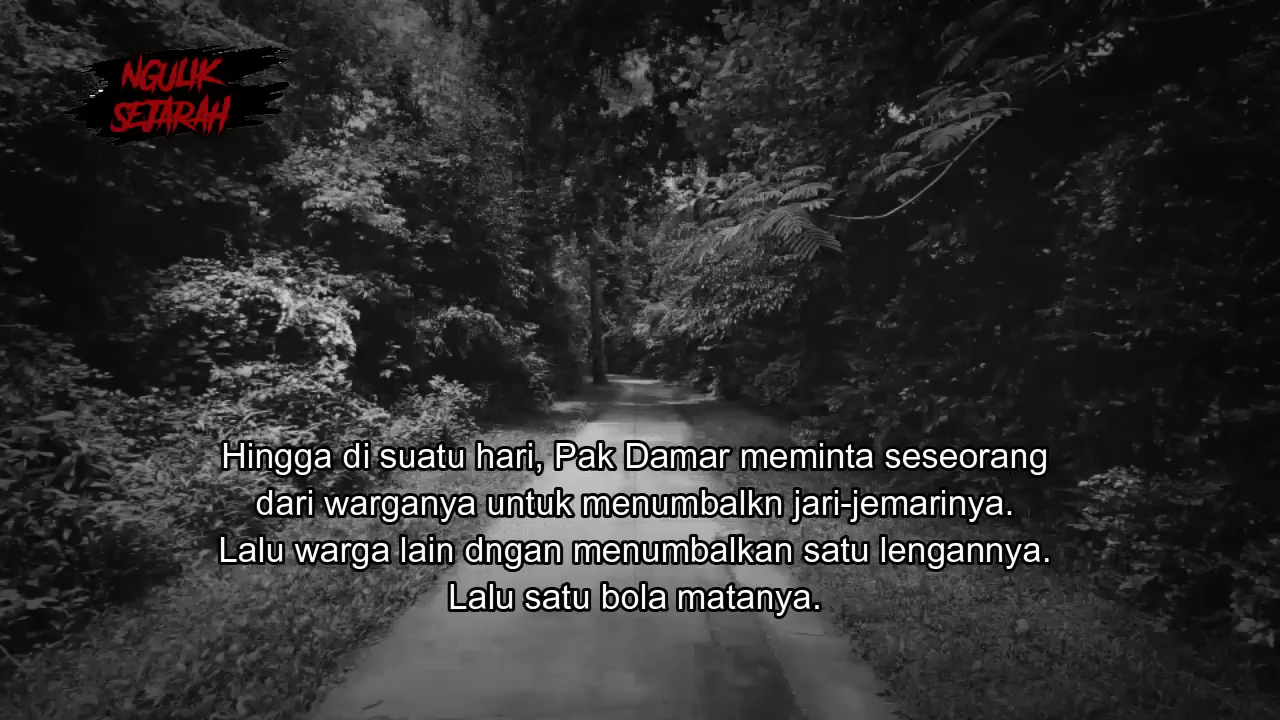 NGULIK
SEJARAH
Hingga di suatu hari, Pak Damar meminta seseorang
dari warganya untuk menumbalkn jari-jemarinya.
Lalu warga lain dngan menumbalkan satu lengannya.
Lalu satu bola matanya.